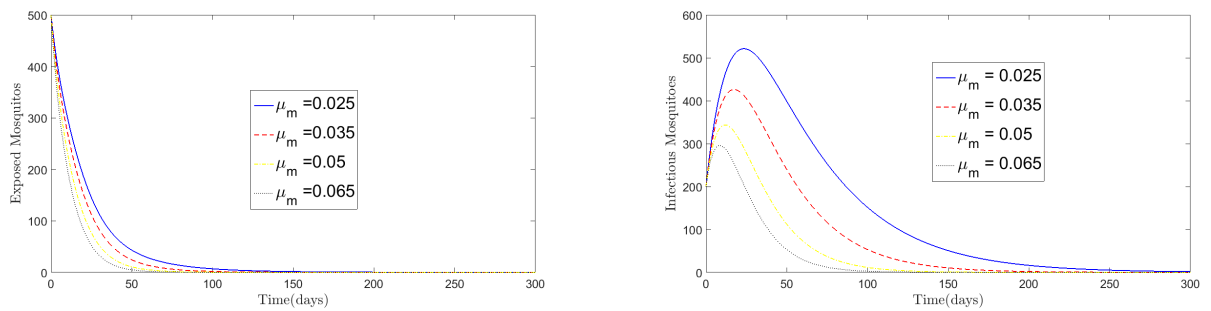 500
400
300
200
100
0
Exposed Mosquitos
μm =0.025
μm =0.035
μm =0.05
μm =0.065
0 50 100 150 200 250 300
Time(days)
600
500
400
300
200
100
0
Infectious Mosquitoes
μm = 0.025
μm = 0.035
μm = 0.05
μm = 0.065
0 50 100 150 200 250 300
Time(days)